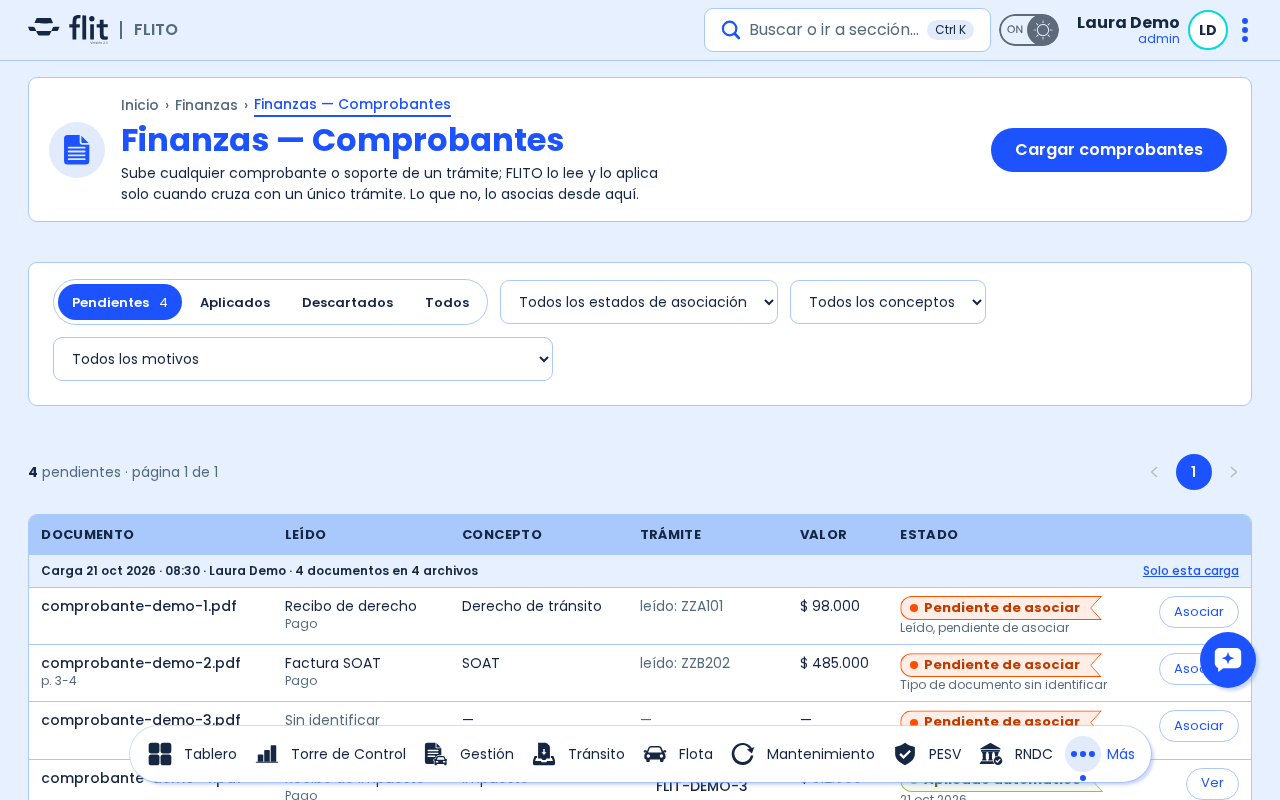 flit | FLITO
Buscar o ir a sección... Ctrl K
ON
Laura Demo
admin
LD
Inicio › Finanzas › Finanzas — Comprobantes
Finanzas — Comprobantes
Sube cualquier comprobante o soporte de un trámite; FLITO lo lee y lo aplica
solo cuando cruza con un único trámite. Lo que no, lo asocias desde aquí.
Cargar comprobantes
Pendientes 4 Aplicados Descartados Todos
Todos los estados de asociación
Todos los conceptos
Todos los motivos
4 pendientes · página 1 de 1
1
DOCUMENTO LEÍDO CONCEPTO TRÁMITE VALOR ESTADO
Carga 21 oct 2026 · 08:30 · Laura Demo · 4 documentos en 4 archivos Solo esta carga
comprobante-demo-1.pdf Recibo de derecho Derecho de tránsito leído: ZZA101 $ 98.000 Pendiente de asociar Asociar
Pago Leído, pendiente de asociar
comprobante-demo-2.pdf Factura SOAT SOAT leído: ZZB202 $ 485.000 Pendiente de asociar
p. 3-4 Pago Tipo de documento sin identificar
comprobante-demo-3.pdf Sin identificar — — — Pendiente de asociar Asociar
Tablero Torre de Control Gestión Tránsito Flota Mantenimiento PESV RNDC Más
FLIT-DEMO-3 Ver
Pago 21 oct 2026